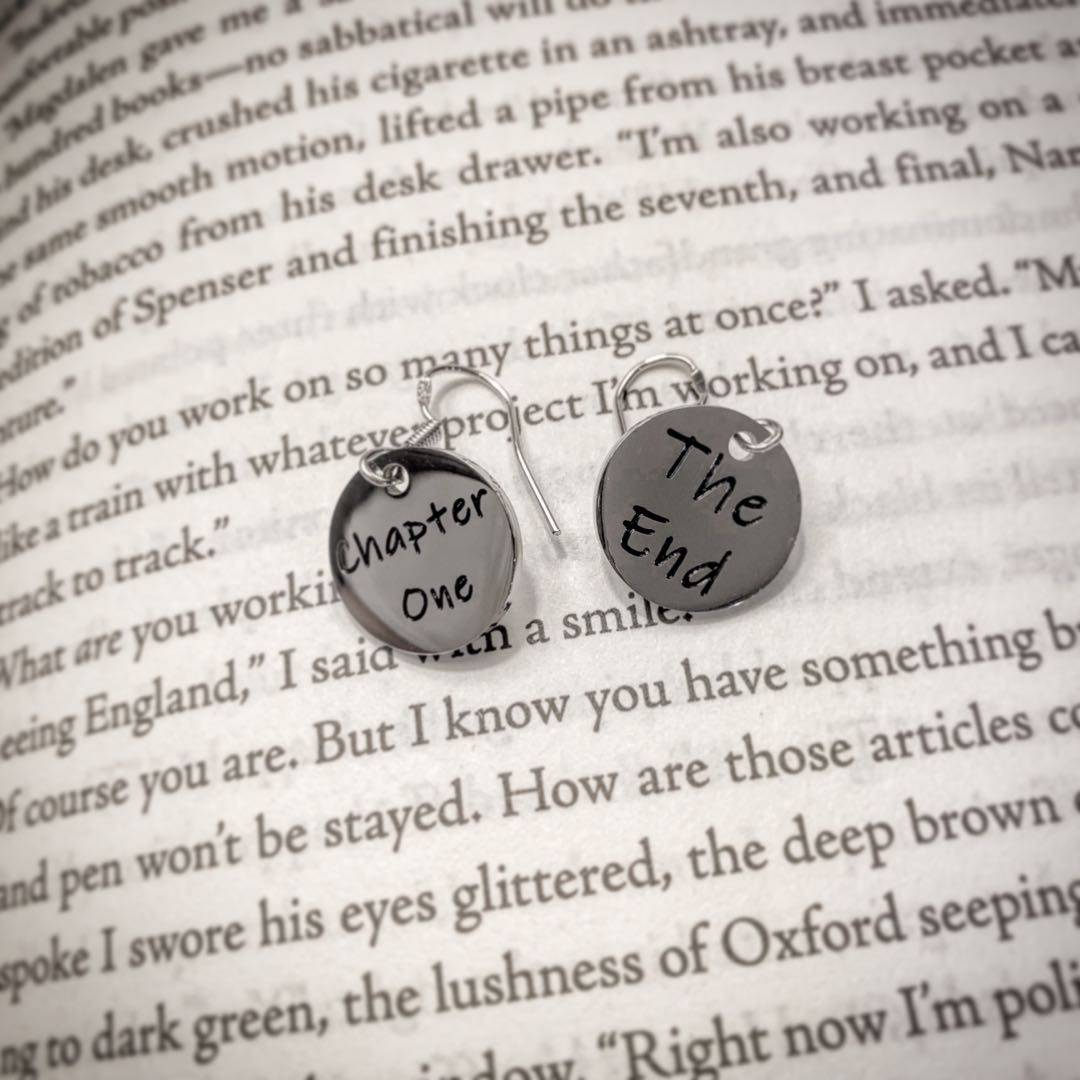 Magdalen gave me a
hundred books—no sabbatical will do
his desk, crushed his cigarette in an ashtray, and immediate
same smooth motion, lifted a pipe from his breast pocket a
of tobacco from his desk drawer. “I’m also working on a
edition of Spenser and finishing the seventh, and final, Nar
ture.”
How do you work on so many things at once?” I asked. “M
like a train with whatever project I’m working on, and I ca
track to track.”
What are you workin
eeing England,” I said with a smile.
Of course you are. But I know you have something b
and pen won’t be stayed. How are those articles co
spoke I swore his eyes glittered, the deep brown
ng to dark green, the lushness of Oxford seeping
indow. “Right now I’m poli
Chapter
One
The
End